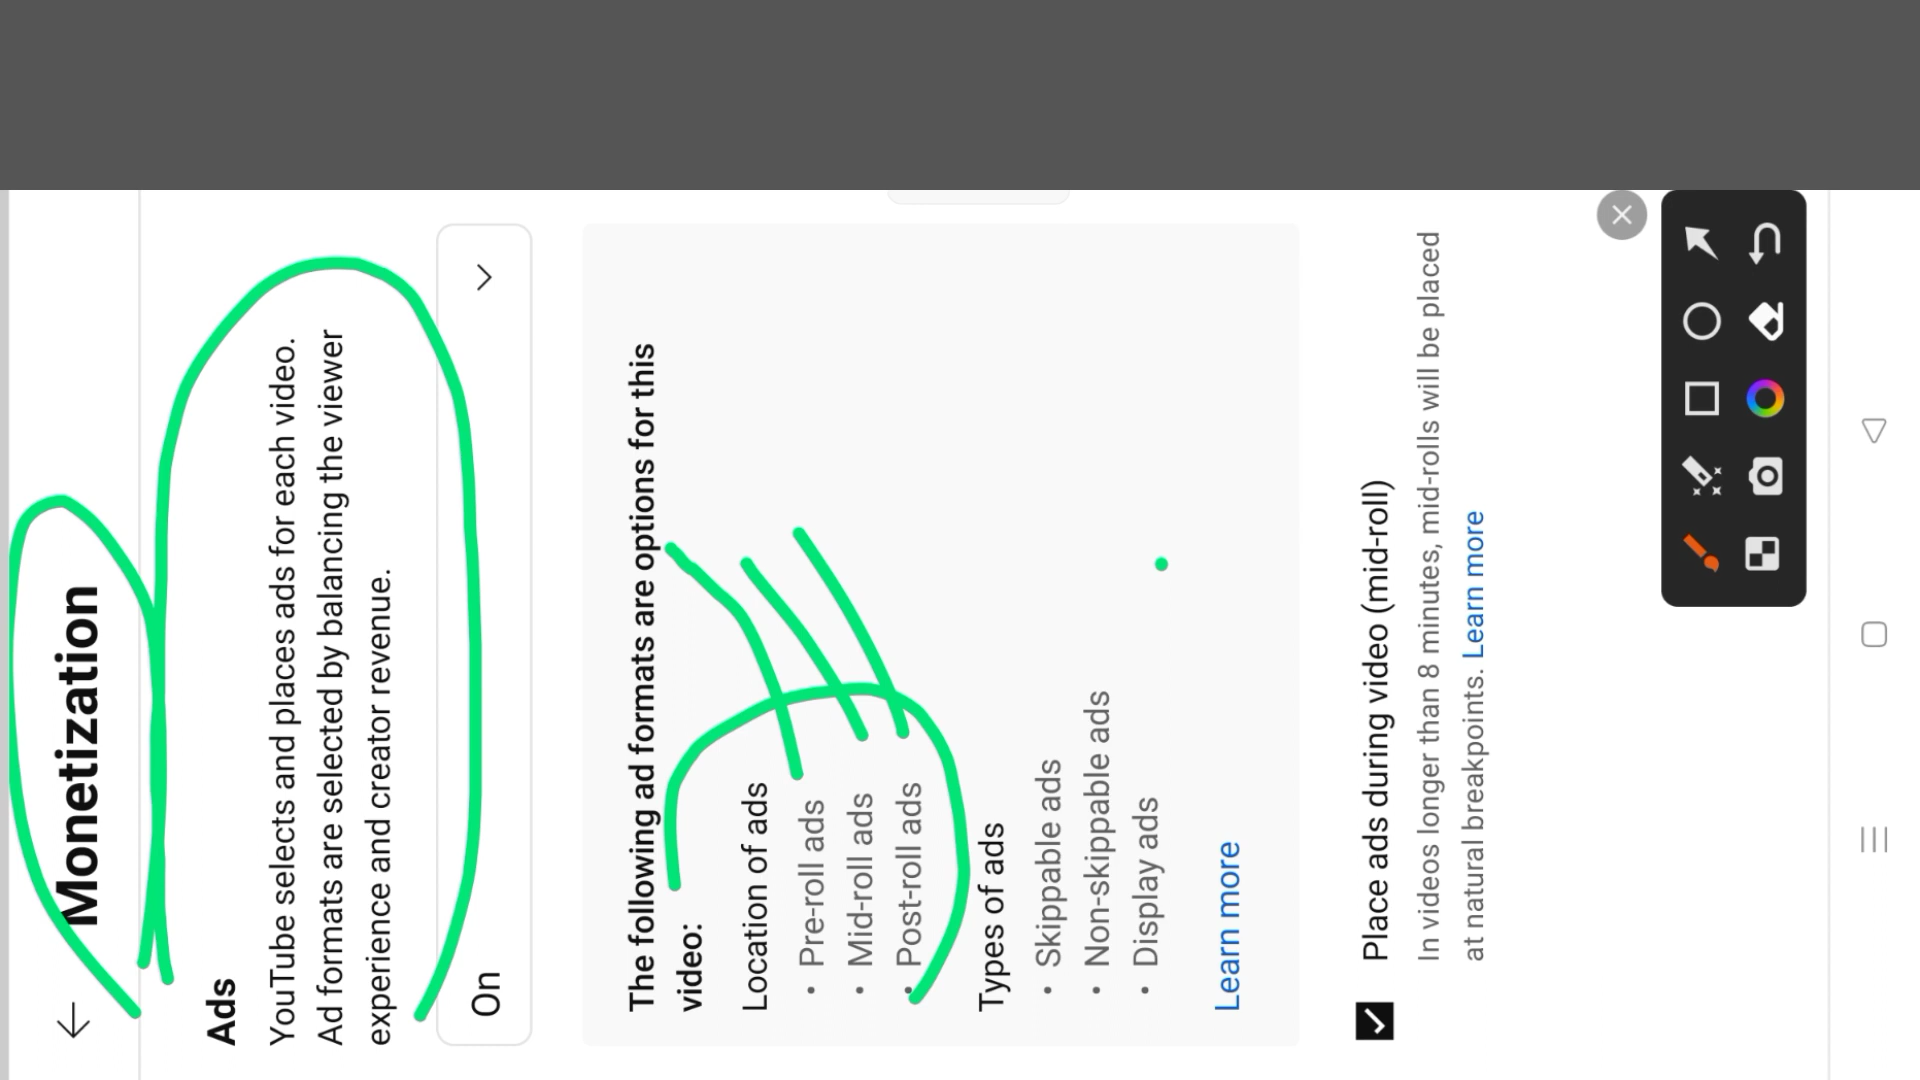 Monetization
Ads
YouTube selects and places ads for each video.
Ad formats are selected by balancing the viewer
experience and creator revenue.
On
The following ad formats are options for this
video:
Location of ads
• Pre-roll ads
• Mid-roll ads
• Post-roll ads
Types of ads
• Skippable ads
• Non-skippable ads
• Display ads
Learn more
Place ads during video (mid-roll)
In videos longer than 8 minutes, mid-rolls will be placed
at natural breakpoints. Learn more